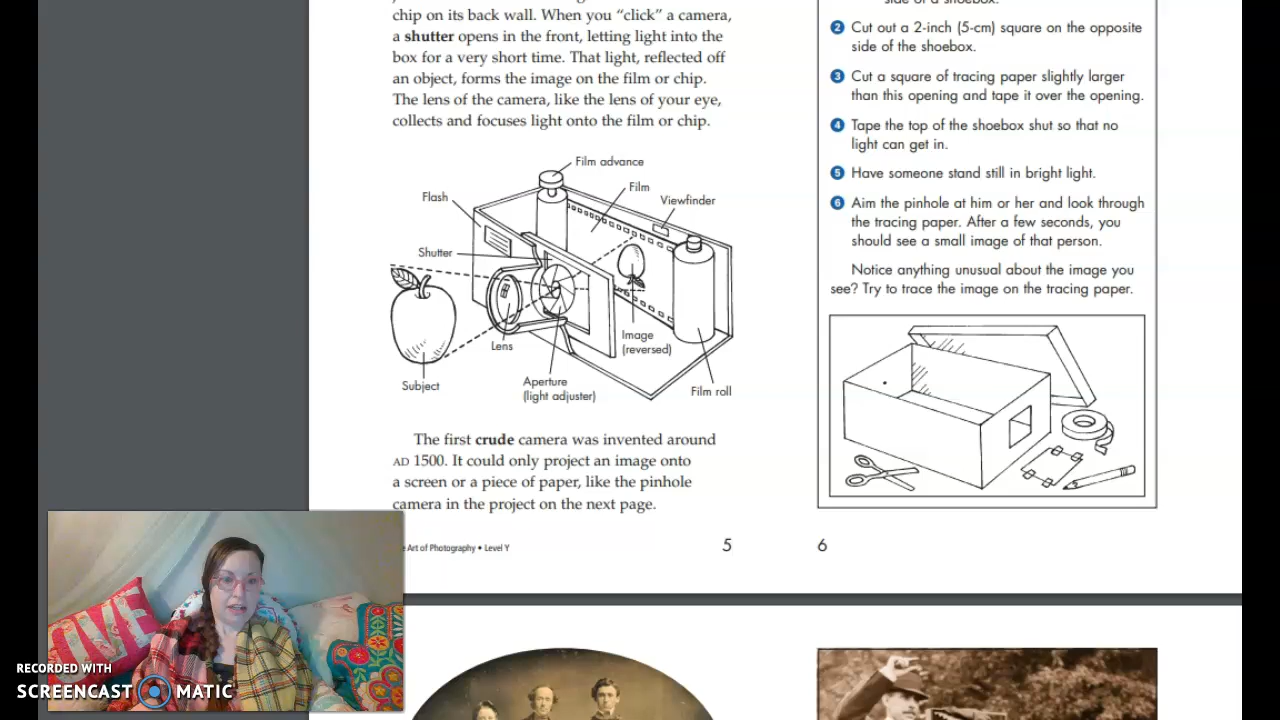 chip on its back wall. When you “click” a camera,
a shutter opens in the front, letting light into the
box for a very short time. That light, reflected off
an object, forms the image on the film or chip.
The lens of the camera, like the lens of your eye,
collects and focuses light onto the film or chip.
Film advance
Film
Viewfinder
Flash
Shutter
Lens
Image
(reversed)
Subject
Aperture
(light adjuster)
Film roll
The first crude camera was invented around
AD 1500. It could only project an image onto
a screen or a piece of paper, like the pinhole
camera in the project on the next page.
Art of Photography • Level Y
5
side of a shoebox.
2 Cut out a 2-inch (5-cm) square on the opposite
side of the shoebox.
3 Cut a square of tracing paper slightly larger
than this opening and tape it over the opening.
4 Tape the top of the shoebox shut so that no
light can get in.
5 Have someone stand still in bright light.
6 Aim the pinhole at him or her and look through
the tracing paper. After a few seconds, you
should see a small image of that person.
Notice anything unusual about the image you
see? Try to trace the image on the tracing paper.
6
LOVE
RECORDED WITH
SCREENCAST MATIC